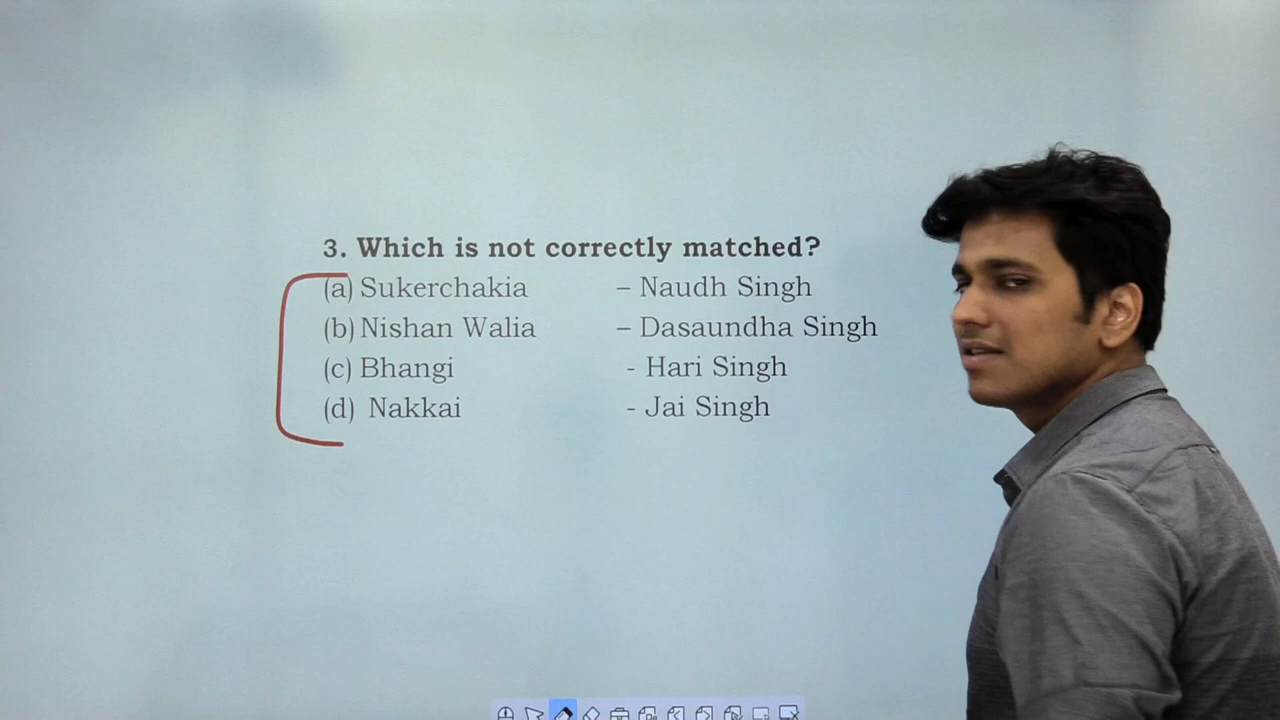 3. Which is not correctly matched?
(a) Sukerchakia – Naudh Singh
(b) Nishan Walia – Dasaundha Singh
(c) Bhangi - Hari Singh
(d) Nakkai - Jai Singh